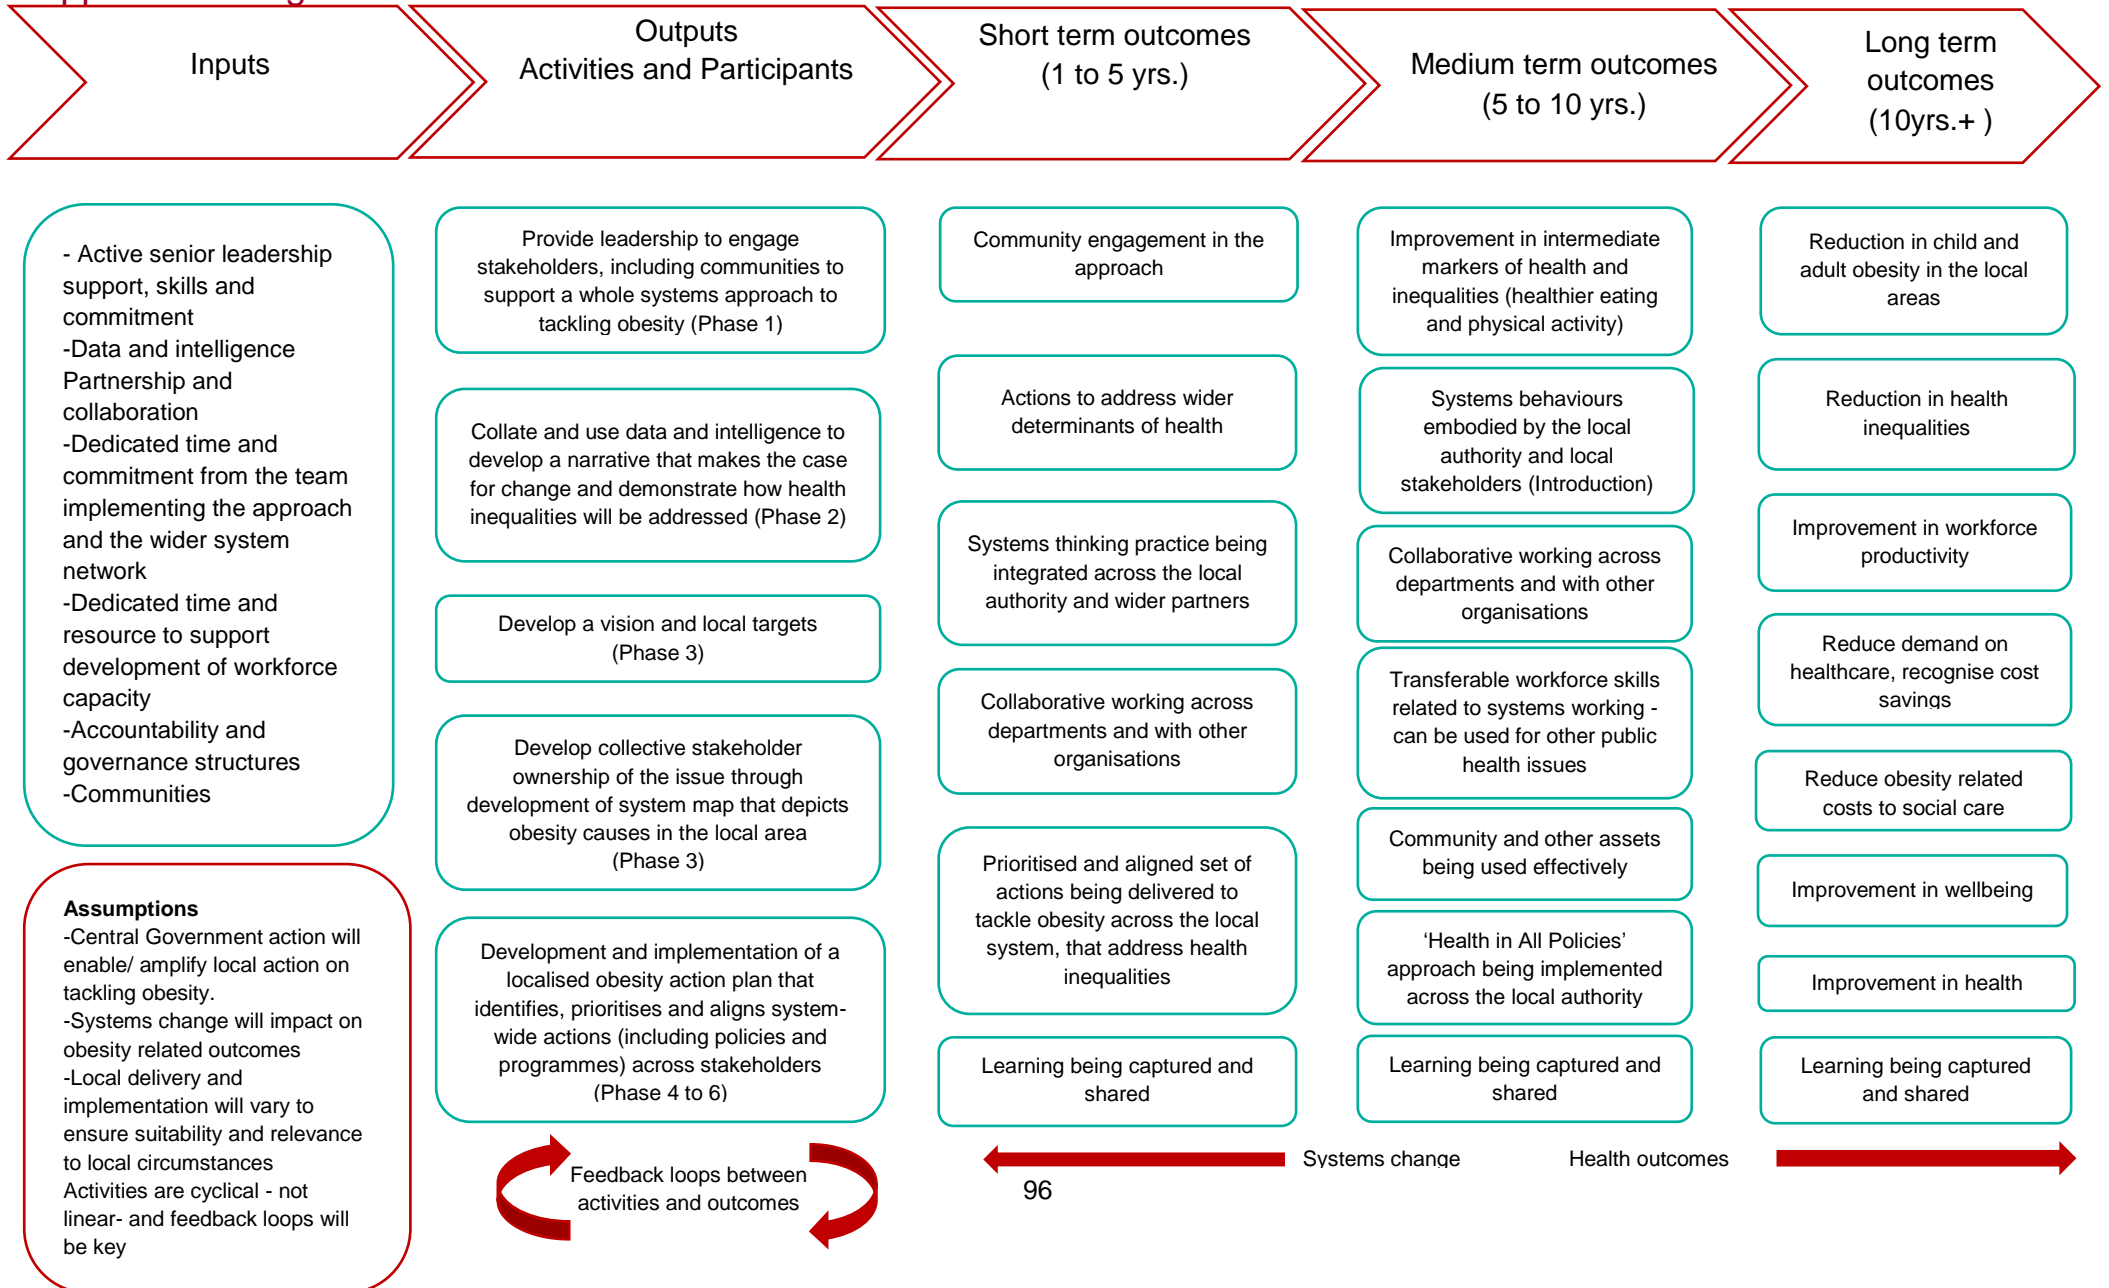 Inputs
Outputs
Activities and Participants
Short term outcomes
(1 to 5 yrs.)
Medium term outcomes
(5 to 10 yrs.)
Long term
outcomes
(10yrs.+ )
- Active senior leadership
support, skills and
commitment
-Data and intelligence
Partnership and
collaboration
-Dedicated time and
commitment from the team
implementing the approach
and the wider system
network
-Dedicated time and
resource to support
development of workforce
capacity
-Accountability and
governance structures
-Communities
Assumptions
-Central Government action will
enable/ amplify local action on
tackling obesity.
-Systems change will impact on
obesity related outcomes
-Local delivery and
implementation will vary to
ensure suitability and relevance
to local circumstances
Activities are cyclical - not
linear- and feedback loops will
be key
Provide leadership to engage
stakeholders, including communities to
support a whole systems approach to
tackling obesity (Phase 1)
Collate and use data and intelligence to
develop a narrative that makes the case
for change and demonstrate how health
inequalities will be addressed (Phase 2)
Develop a vision and local targets
(Phase 3)
Develop collective stakeholder
ownership of the issue through
development of system map that depicts
obesity causes in the local area
(Phase 3)
Development and implementation of a
localised obesity action plan that
identifies, prioritises and aligns system-
wide actions (including policies and
programmes) across stakeholders
(Phase 4 to 6)
Feedback loops between
activities and outcomes
Community engagement in the
approach
Actions to address wider
determinants of health
Systems thinking practice being
integrated across the local
authority and wider partners
Collaborative working across
departments and with other
organisations
Prioritised and aligned set of
actions being delivered to
tackle obesity across the local
system, that address health
inequalities
Learning being captured and
shared
Improvement in intermediate
markers of health and
inequalities (healthier eating
and physical activity)
Systems behaviours
embodied by the local
authority and local
stakeholders (Introduction)
Collaborative working across
departments and with other
organisations
Transferable workforce skills
related to systems working -
can be used for other public
health issues
Community and other assets
being used effectively
‘Health in All Policies’
approach being implemented
across the local authority
Learning being captured and
shared
Reduction in child and
adult obesity in the local
areas
Reduction in health
inequalities
Improvement in workforce
productivity
Reduce demand on
healthcare, recognise cost
savings
Reduce obesity related
costs to social care
Improvement in wellbeing
Improvement in health
Learning being captured
and shared
Systems change
Health outcomes
96